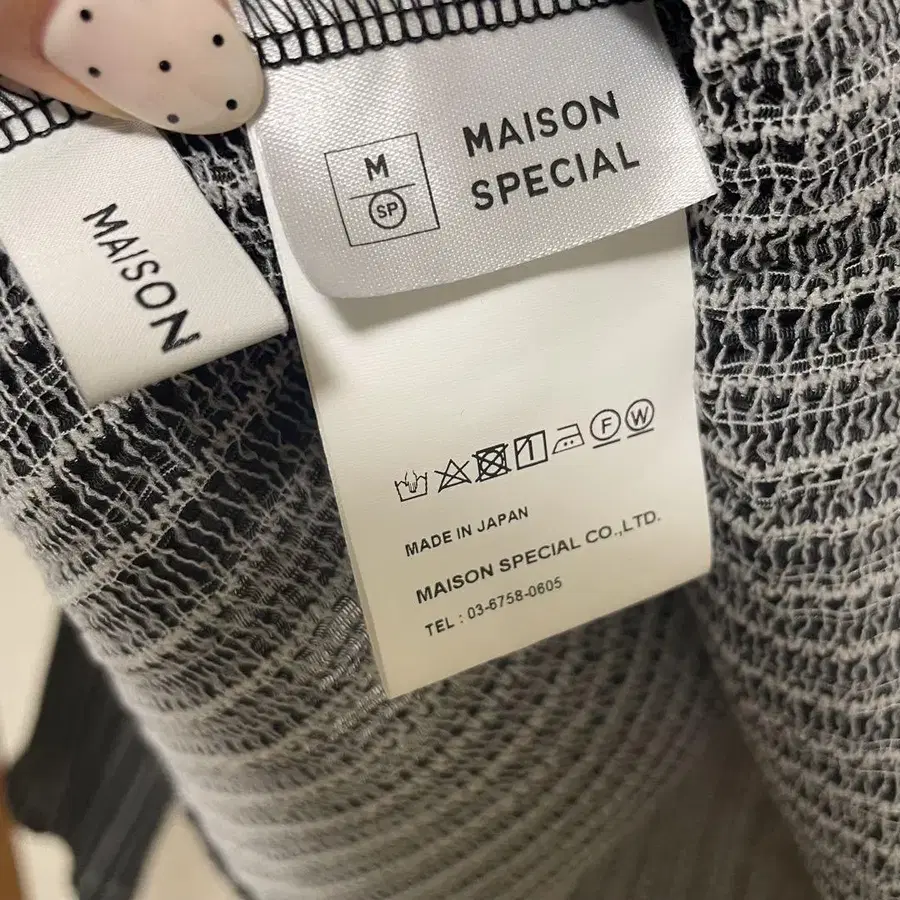 MAISON
M
SP
MAISON
SPECIAL
F W
MADE IN JAPAN
MAISON SPECIAL CO.,LTD.
TEL : 03-6758-0605